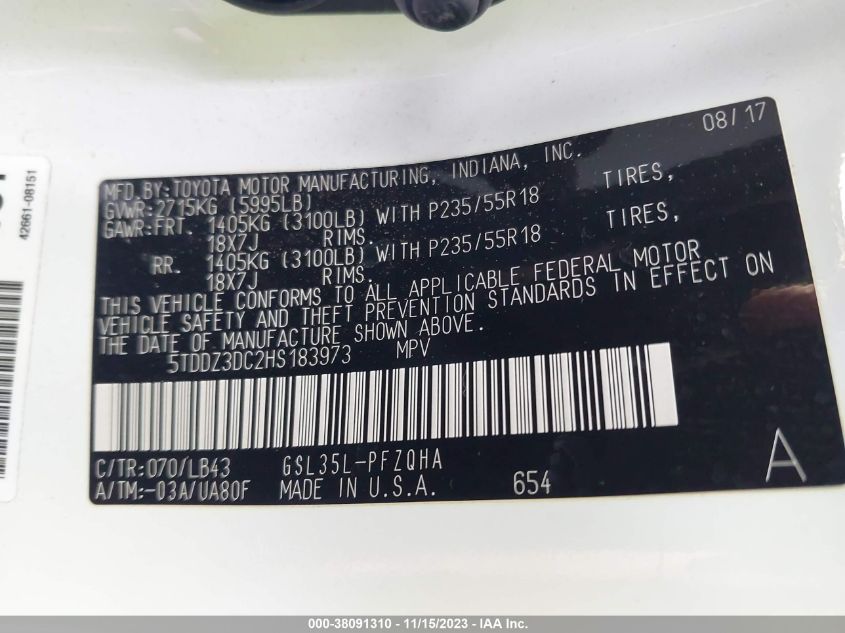 08/17
MFD.BY:TOYOTA MOTOR MANUFACTURING, INDIANA, INC.
GVWR:2715KG (5995LB)
GAWR:FRT. 1405KG (3100LB) WITH P235/55R18 TIRES,
18X7J RIMS.
RR. 1405KG (3100LB) WITH P235/55R18 TIRES,
18X7J RIMS.
THIS VEHICLE CONFORMS TO ALL APPLICABLE FEDERAL MOTOR
VEHICLE SAFETY AND THEFT PREVENTION STANDARDS IN EFFECT ON
THE DATE OF MANUFACTURE SHOWN ABOVE.
5TDDZ3DC2HS183973 MPV
C/TR:070/LB43 GSL35L-PFZQHA
A/TM:-03A/UA80F MADE IN U.S.A. 654
A
42661-08151
000-38091310 - 11/15/2023 - IAA Inc.